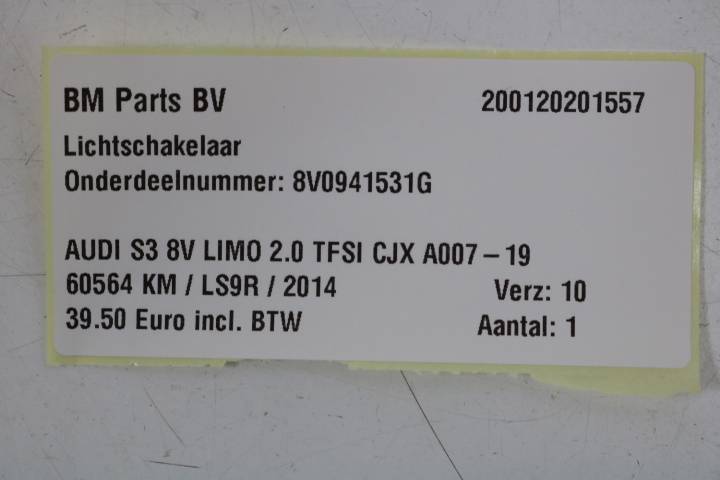 BM Parts BV 200120201557
Lichtschakelaar
Onderdeelnummer: 8V0941531G
AUDI S3 8V LIMO 2.0 TFSI CJX A007 – 19
60564 KM / LS9R / 2014 Verz: 10
39.50 Euro incl. BTW Aantal: 1